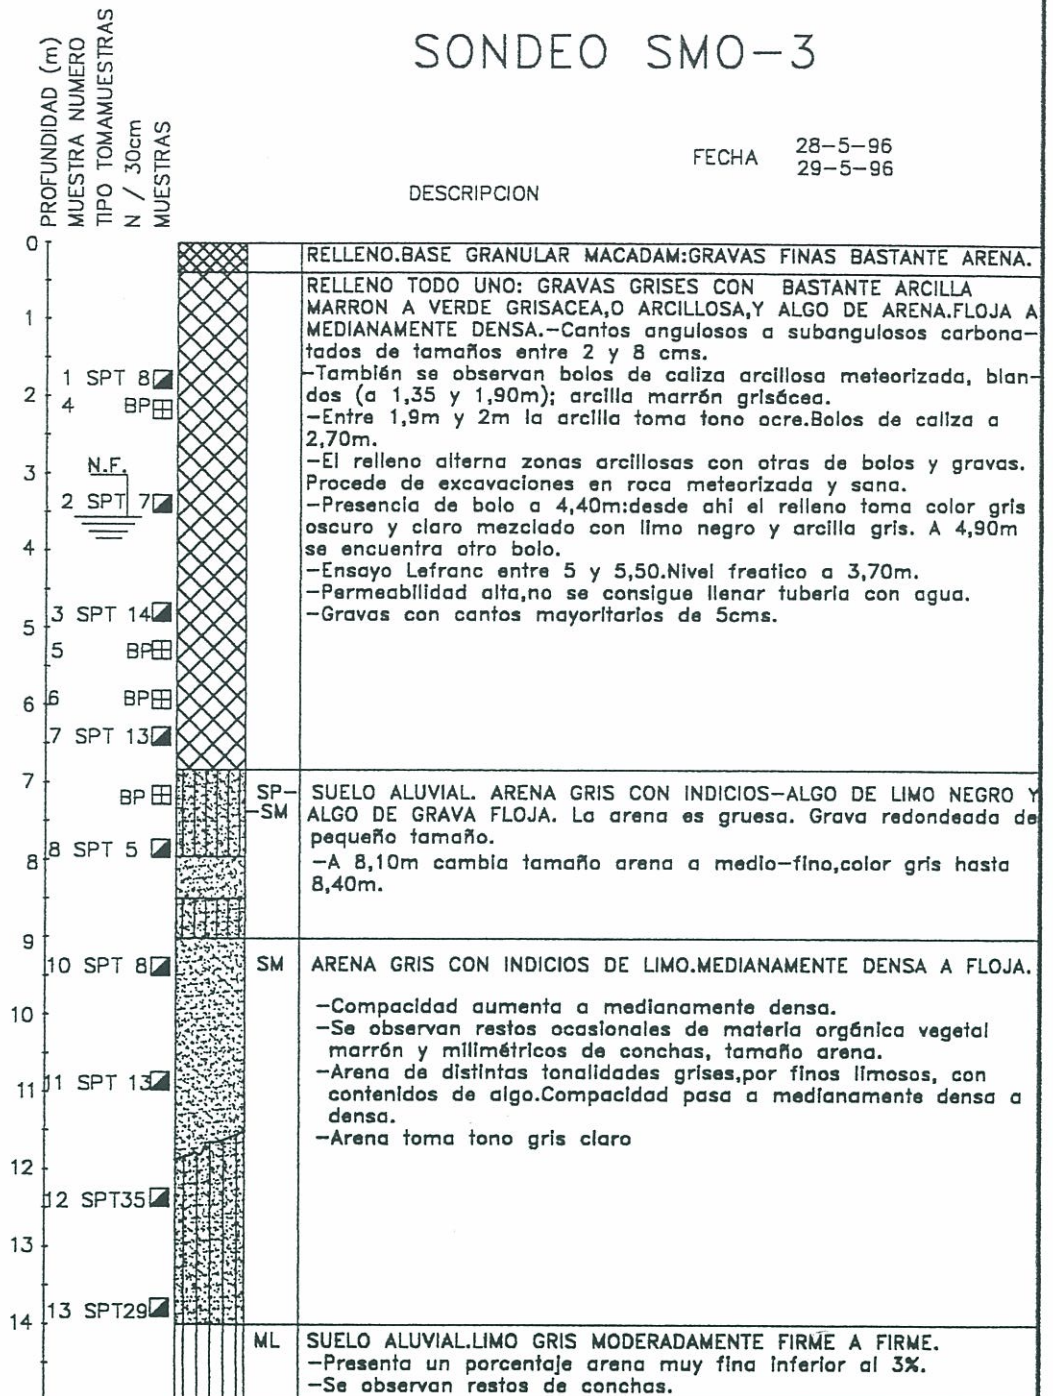 SONDEO SMO-3
PROFUNDIDAD (m)
MUESTRA NUMERO
TIPO TOMAMUESTRAS
N / 30cm
MUESTRAS
FECHA 28-5-96
29-5-96
DESCRIPCION
0
RELLENO.BASE GRANULAR MACADAM:GRAVAS FINAS BASTANTE ARENA.
RELLENO TODO UNO: GRAVAS GRISES CON BASTANTE ARCILLA
MARRON A VERDE GRISACEA,O ARCILLOSA,Y ALGO DE ARENA.FLOJA A
MEDIANAMENTE DENSA.-Cantos angulosos a subangulosos carbona-
tados de tamaños entre 2 y 8 cms.
-También se observan bolos de caliza arcillosa meteorizada, blan-
dos (a 1,35 y 1,90m); arcilla marrón grisácea.
-Entre 1,9m y 2m la arcilla toma tono ocre.Bolos de caliza a
2,70m.
-El relleno alterna zonas arcillosas con otras de bolos y gravas.
Procede de excavaciones en roca meteorizada y sana.
-Presencia de bolo a 4,40m:desde ahi el relleno toma color gris
oscuro y claro mezclado con limo negro y arcilla gris. A 4,90m
se encuentra otro bolo.
-Ensayo Lefranc entre 5 y 5,50.Nivel freatico a 3,70m.
-Permeabilidad alta,no se consigue llenar tuberia con agua.
-Gravas con cantos mayoritarios de 5cms.
1
1 SPT 8
2
4 BP
3
N.F.
2 SPT 7
4
3 SPT 14
5
5 BP
6
6 BP
7 SPT 13
7
BP
SP-
-SM
SUELO ALUVIAL. ARENA GRIS CON INDICIOS-ALGO DE LIMO NEGRO Y
ALGO DE GRAVA FLOJA. La arena es gruesa. Grava redondeada de
pequeño tamaño.
-A 8,10m cambia tamaño arena a medio-fino,color gris hasta
8,40m.
8 SPT 5
8
9
10 SPT 8
SM
ARENA GRIS CON INDICIOS DE LIMO.MEDIANAMENTE DENSA A FLOJA.
-Compacidad aumenta a medianamente densa.
-Se observan restos ocasionales de materia orgánica vegetal
marrón y milimétricos de conchas, tamaño arena.
-Arena de distintas tonalidades grises,por finos limosos, con
contenidos de algo.Compacidad pasa a medianamente densa a
densa.
-Arena toma tono gris claro
10
11
11 SPT 13
12
12 SPT35
13
13 SPT29
14
ML
SUELO ALUVIAL.LIMO GRIS MODERADAMENTE FIRME A FIRME.
-Presenta un porcentaje arena muy fina inferior al 3%.
-Se observan restos de conchas.